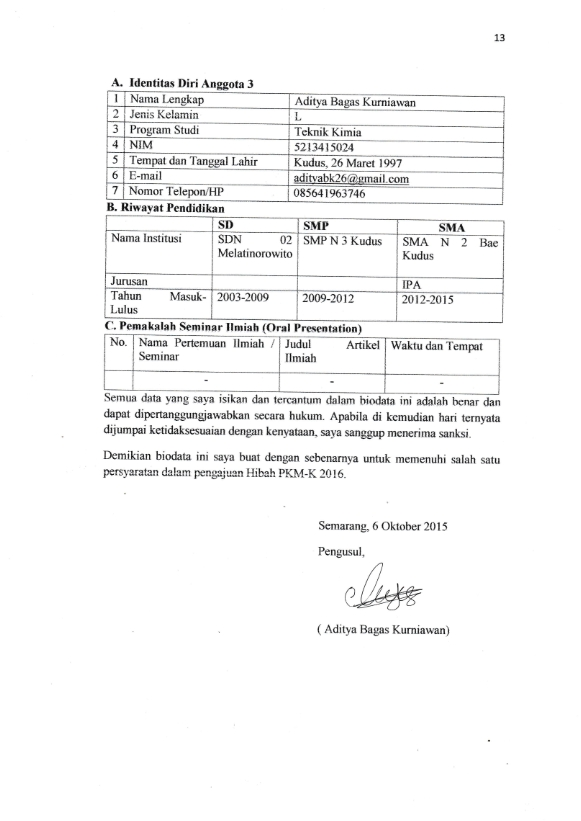 13
A. Identitas Diri Anggota 3
1 Nama Lengkap Aditya Bagas Kurniawan
2 Jenis Kelamin L
3 Program Studi Teknik Kimia
4 NIM 5213415024
5 Tempat dan Tanggal Lahir Kudus, 26 Maret 1997
6 E-mail adityabk26@gmail.com
7 Nomor Telepon/HP 085641963746
B. Riwayat Pendidikan
SD SMP SMA
Nama Institusi SDN 02 SMP N 3 Kudus SMA N 2 Bae
Melatinorowito Kudus
Jurusan IPA
Tahun Masuk- 2003-2009 2009-2012 2012-2015
Lulus
C. Pemakalah Seminar Ilmiah (Oral Presentation)
No. Nama Pertemuan Ilmiah / Judul Artikel Waktu dan Tempat
Seminar Ilmiah
- - -
Semua data yang saya isikan dan tercantum dalam biodata ini adalah benar dan
dapat dipertanggungjawabkan secara hukum. Apabila di kemudian hari ternyata
dijumpai ketidaksesuaian dengan kenyataan, saya sanggup menerima sanksi.
Demikian biodata ini saya buat dengan sebenarnya untuk memenuhi salah satu
persyaratan dalam pengajuan Hibah PKM-K 2016.
Semarang, 6 Oktober 2015
Pengusul,
( Aditya Bagas Kurniawan)